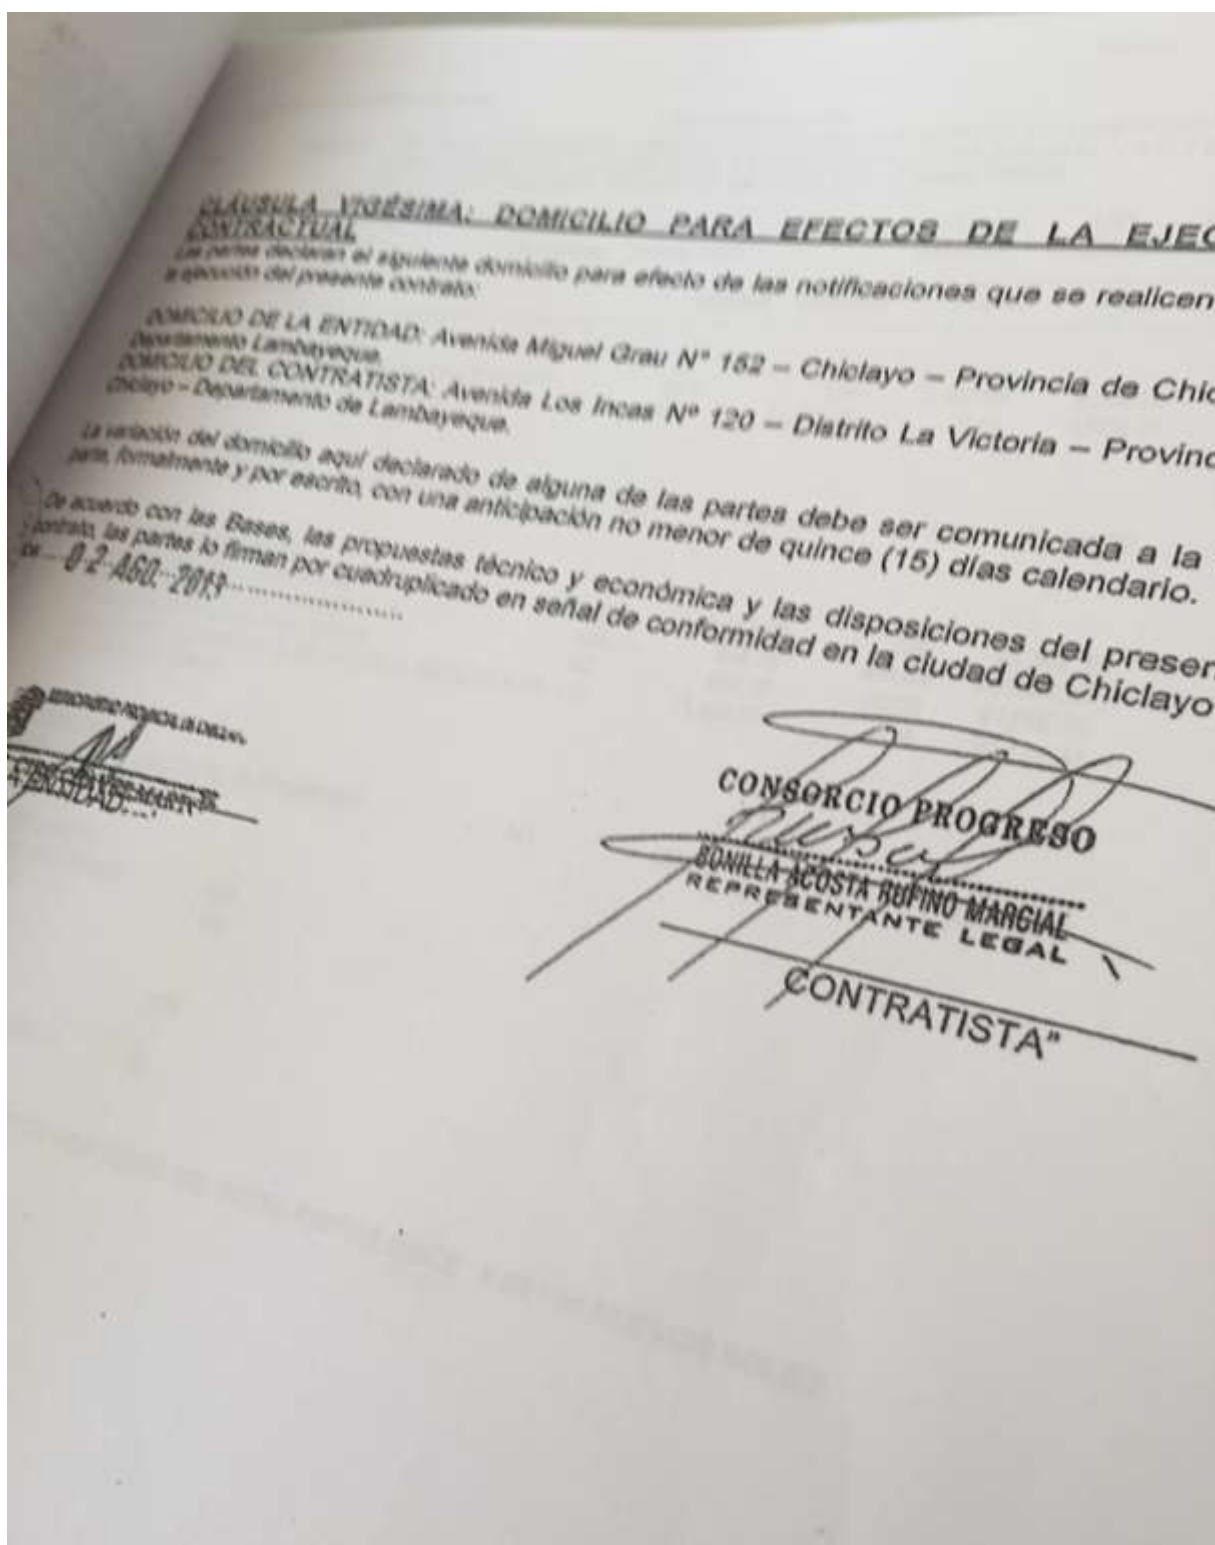 CLÁUSULA VIGÉSIMA: DOMICILIO PARA EFECTOS DE LA EJEC
CONTRACTUAL
Las partes declaran el siguiente domicilio para efecto de las notificaciones que se realicen
la ejecución del presente contrato:
DOMICILIO DE LA ENTIDAD: Avenida Miguel Grau N° 152 – Chiclayo – Provincia de Chic
Departamento Lambayeque.
DOMICILIO DEL CONTRATISTA: Avenida Los Incas Nº 120 – Distrito La Victoria – Provinc
Chiclayo – Departamento de Lambayeque.
La variación del domicilio aquí declarado de alguna de las partes debe ser comunicada a la
parte, formalmente y por escrito, con una anticipación no menor de quince (15) días calendario.
De acuerdo con las Bases, las propuestas técnico y económica y las disposiciones del presen
contrato, las partes lo firman por cuadruplicado en señal de conformidad en la ciudad de Chiclayo
02 AGO. 2013
CONSORCIO PROGRESO
BONILLA ACOSTA RUFINO MARCIAL
REPRESENTANTE LEGAL
CONTRATISTA"